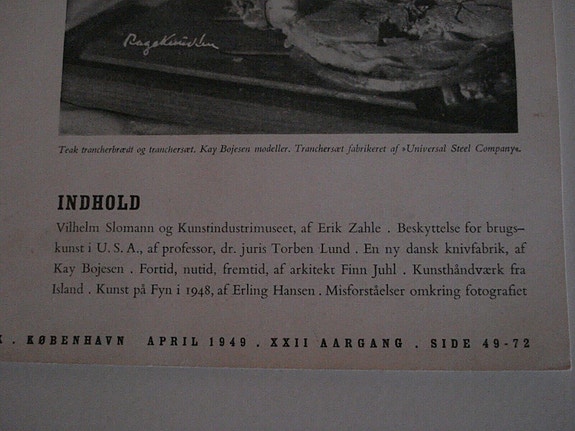 Teak trancherbrædt og tranchersæt. Kay Bojesen modeller. Tranchersæt fabrikeret af »Universal Steel Company«.
INDHOLD
Vilhelm Slomann og Kunstindustrimuseet, af Erik Zahle . Beskyttelse for brugs-
kunst i U.S.A., af professor, dr. juris Torben Lund . En ny dansk knivfabrik, af
Kay Bojesen . Fortid, nutid, fremtid, af arkitekt Finn Juhl . Kunsthåndværk fra
Island . Kunst på Fyn i 1948, af Erling Hansen . Misforståelser omkring fotografiet
. KØBENHAVN APRIL 1949 . XXII AARGANG . SIDE 49-72